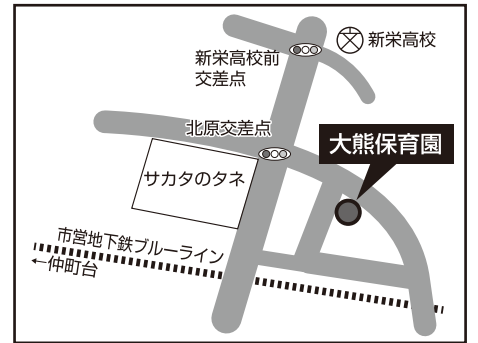 新栄高校
新栄高校前
交差点
北原交差点
大熊保育園
サカタのタネ
市営地下鉄ブルーライン
←仲町台